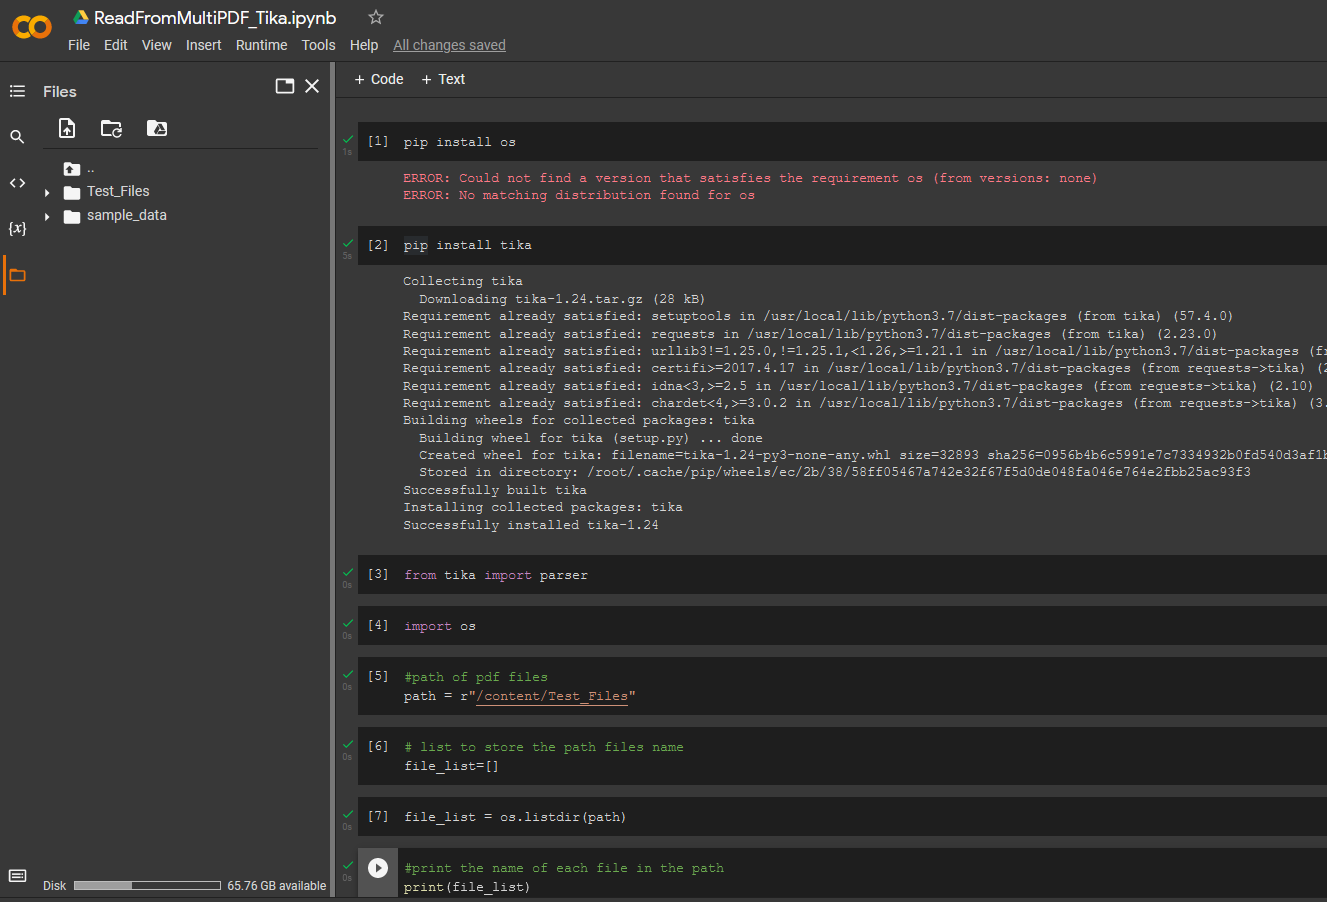 ReadFromMultiPDF_Tika.ipynb
File Edit View Insert Runtime Tools Help All changes saved
Files
+ Code + Text
..
Test_Files
sample_data
Disk 65.76 GB available
[1] pip install os
1s
ERROR: Could not find a version that satisfies the requirement os (from versions: none)
ERROR: No matching distribution found for os
[2] pip install tika
5s
Collecting tika
Downloading tika-1.24.tar.gz (28 kB)
Requirement already satisfied: setuptools in /usr/local/lib/python3.7/dist-packages (from tika) (57.4.0)
Requirement already satisfied: requests in /usr/local/lib/python3.7/dist-packages (from tika) (2.23.0)
Requirement already satisfied: urllib3!=1.25.0,!=1.25.1,<1.26,>=1.21.1 in /usr/local/lib/python3.7/dist-packages (fr
Requirement already satisfied: certifi>=2017.4.17 in /usr/local/lib/python3.7/dist-packages (from requests->tika) (2
Requirement already satisfied: idna<3,>=2.5 in /usr/local/lib/python3.7/dist-packages (from requests->tika) (2.10)
Requirement already satisfied: chardet<4,>=3.0.2 in /usr/local/lib/python3.7/dist-packages (from requests->tika) (3.
Building wheels for collected packages: tika
Building wheel for tika (setup.py) ... done
Created wheel for tika: filename=tika-1.24-py3-none-any.whl size=32893 sha256=0956b4b6c5991e7c7334932b0fd540d3af1b
Stored in directory: /root/.cache/pip/wheels/ec/2b/38/58ff05467a742e32f67f5d0de048fa046e764e2fbb25ac93f3
Successfully built tika
Installing collected packages: tika
Successfully installed tika-1.24
[3] from tika import parser
0s
[4] import os
0s
[5] #path of pdf files
0s
path = r"/content/Test_Files"
[6] # list to store the path files name
0s
file_list=[]
[7] file_list = os.listdir(path)
0s
#print the name of each file in the path
0s
print(file_list)